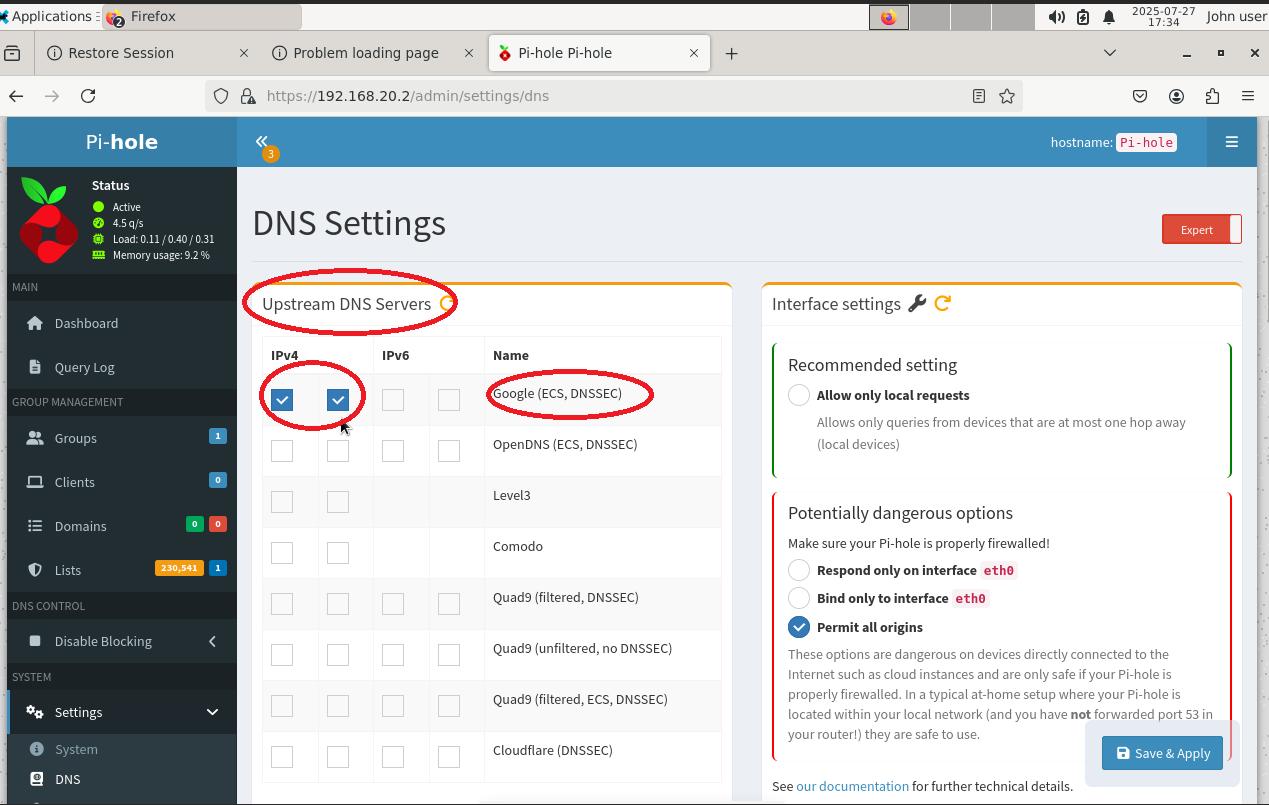 Applications
2
Firefox
2025-07-27
17:34
John user
Restore Session
Problem loading page
Pi-hole Pi-hole
https://192.168.20.2/admin/settings/dns
Pi-hole
3
hostname: Pi-hole
Status
Active
4.5 q/s
Load: 0.11 / 0.40 / 0.31
Memory usage: 9.2 %
MAIN
Dashboard
Query Log
GROUP MANAGEMENT
Groups 1
Clients 0
Domains 0 0
Lists 230,541 1
DNS CONTROL
Disable Blocking
SYSTEM
Settings
System
DNS
DNS Settings
Expert
Upstream DNS Servers
IPv4 IPv6 Name
Google (ECS, DNSSEC)
OpenDNS (ECS, DNSSEC)
Level3
Comodo
Quad9 (filtered, DNSSEC)
Quad9 (unfiltered, no DNSSEC)
Quad9 (filtered, ECS, DNSSEC)
Cloudflare (DNSSEC)
Interface settings
Recommended setting
Allow only local requests
Allows only queries from devices that are at most one hop away
(local devices)
Potentially dangerous options
Make sure your Pi-hole is properly firewalled!
Respond only on interface eth0
Bind only to interface eth0
Permit all origins
These options are dangerous on devices directly connected to the
Internet such as cloud instances and are only safe if your Pi-hole is
properly firewalled. In a typical at-home setup where your Pi-hole is
located within your local network (and you have not forwarded port 53 in
your router!) they are safe to use.
Save & Apply
See our documentation for further technical details.